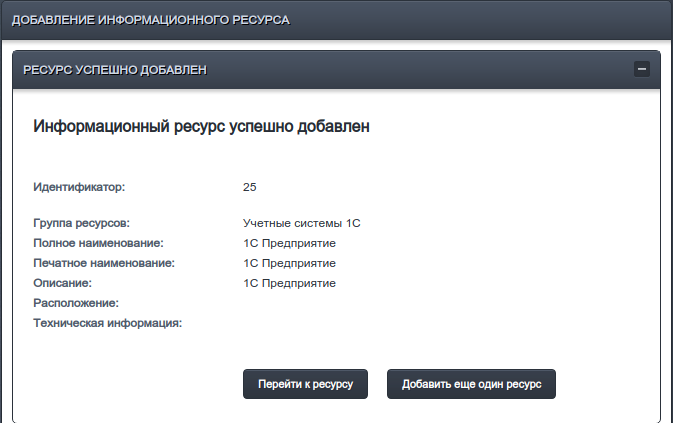 ДОБАВЛЕНИЕ ИНФОРМАЦИОННОГО РЕСУРСА
РЕСУРС УСПЕШНО ДОБАВЛЕН
Информационный ресурс успешно добавлен
Идентификатор: 25
Группа ресурсов: Учетные системы 1С
Полное наименование: 1С Предприятие
Печатное наименование: 1С Предприятие
Описание: 1С Предприятие
Расположение:
Техническая информация:
Перейти к ресурсу Добавить еще один ресурс